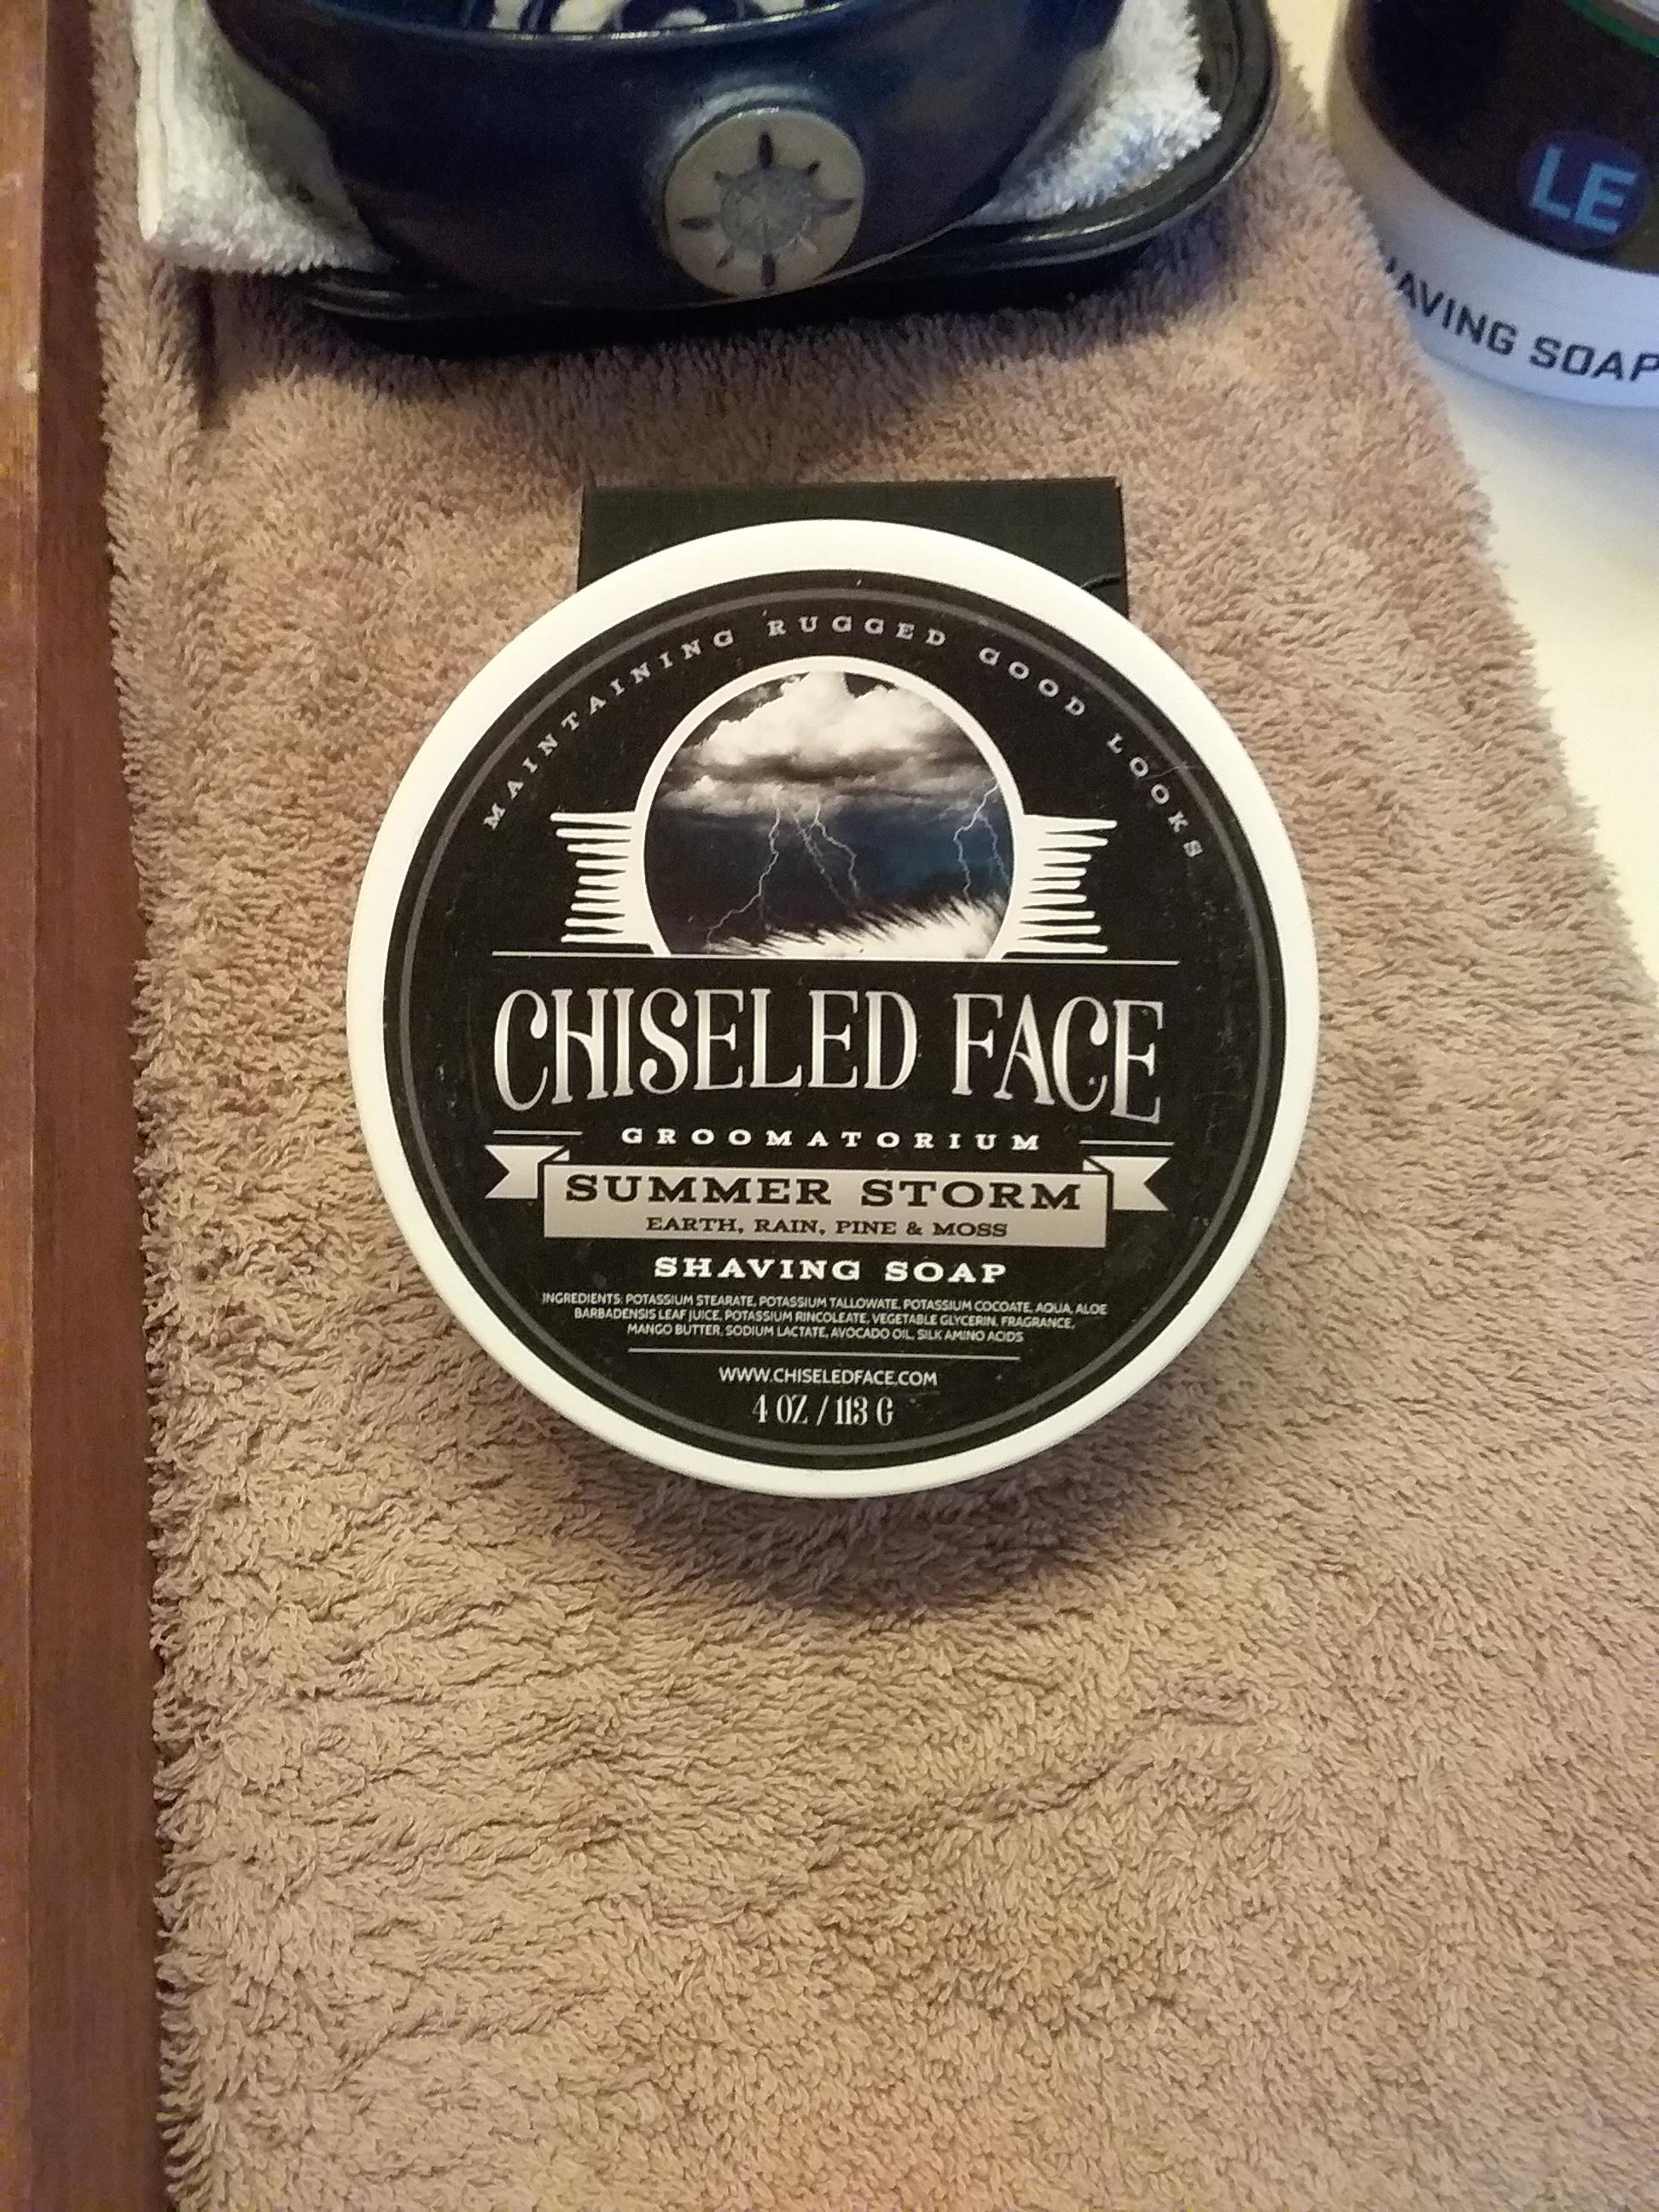 LE
AVING SOAP
MAINTAINING RUGGED GOOD LOOKS
CHISELED FACE
GROOMATORIUM
SUMMER STORM
EARTH, RAIN, PINE & MOSS
SHAVING SOAP
INGREDIENTS: POTASSIUM STEARATE, POTASSIUM TALLOWATE, POTASSIUM COCOATE, AQUA, ALOE
BARBADENSIS LEAF JUICE, POTASSIUM RINCOLEATE, VEGETABLE GLYCERIN, FRAGRANCE,
MANGO BUTTER, SODIUM LACTATE, AVOCADO OIL, SILK AMINO ACIDS
WWW.CHISELEDFACE.COM
4 OZ / 113 G